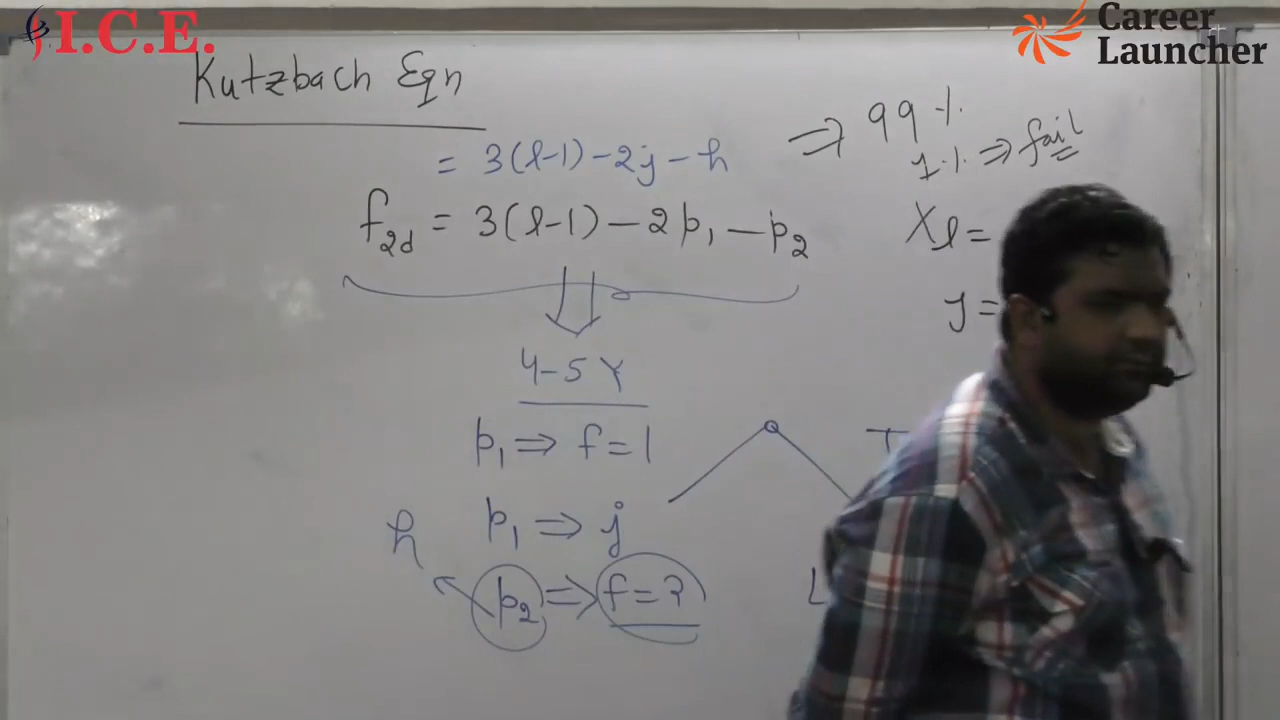 I.C.E.
Career
Launcher
Kutzbach Eqn
= 3(l-1) - 2j - h
⇒ 99 %
1 % ⇒ fail
f2d = 3(l-1) - 2p1 - p2
l =
j =
4-5 Y
p1 ⇒ f = 1
p1 ⇒ j
h
p2 ⇒ f = ?
L